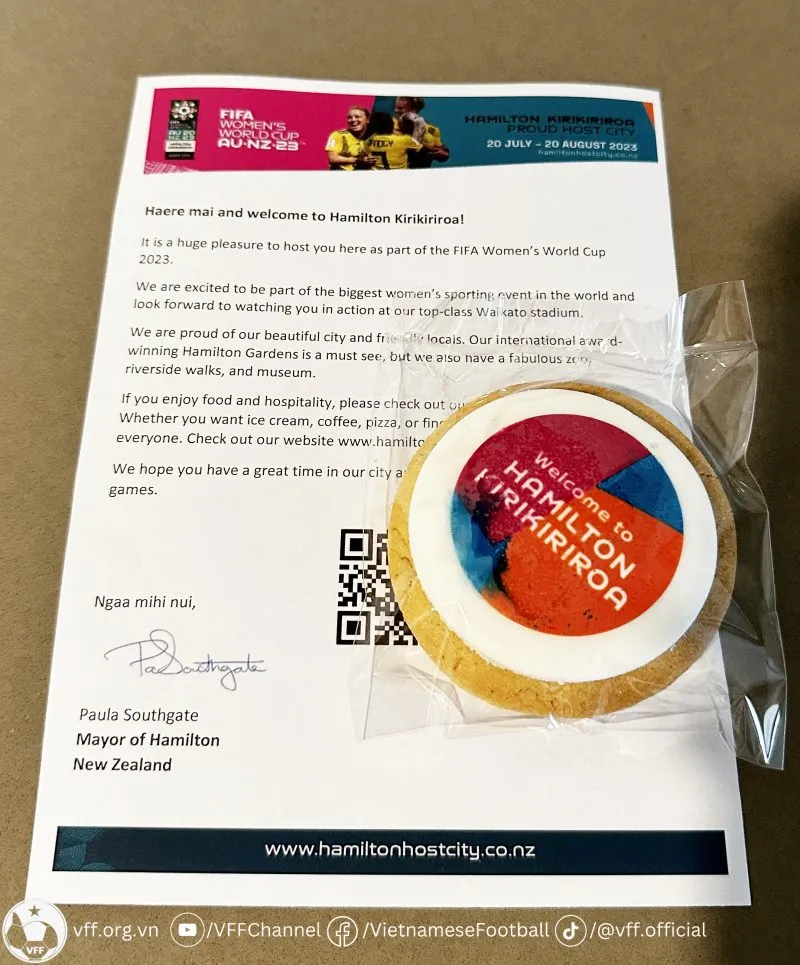 FIFA
WOMEN'S
WORLD CUP
AU·NZ·23™
HAMILTON KIRIKIRIROA
PROUD HOST CITY
20 JULY – 20 AUGUST 2023
hamiltonhostcity.co.nz
Haere mai and welcome to Hamilton Kirikiriroa!
It is a huge pleasure to host you here as part of the FIFA Women's World Cup
2023.
We are excited to be part of the biggest women's sporting event in the world and
look forward to watching you in action at our top-class Waikato stadium.
We are proud of our beautiful city and friendly locals. Our international award-
winning Hamilton Gardens is a must see, but we also have a fabulous zoo,
riverside walks, and museum.
If you enjoy food and hospitality, please check out
Whether you want ice cream, coffee, pizza, or
everyone. Check out our website
We hope you have a great time in our city
games.
Welcome to
HAMILTON
KIRIKIRIROA
Ngaa mihi nui,
PaSouthgate
Paula Southgate
Mayor of Hamilton
New Zealand
www.hamiltonhostcity.co.nz
VFF
vff.org.vn
/VFFChannel
/VietnameseFootball
/@vff.official